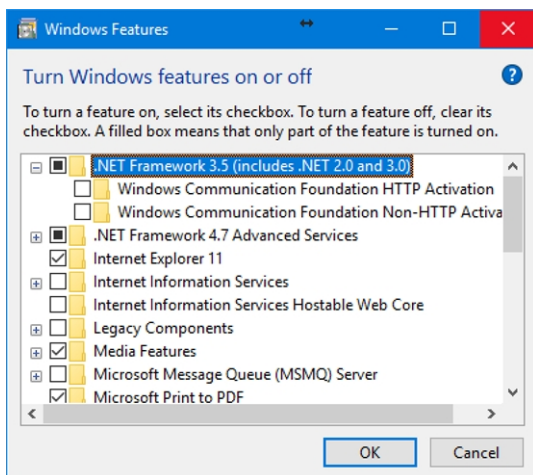 Windows Features
Turn Windows features on or off
To turn a feature on, select its checkbox. To turn a feature off, clear its
checkbox. A filled box means that only part of the feature is turned on.
.NET Framework 3.5 (includes .NET 2.0 and 3.0)
Windows Communication Foundation HTTP Activation
Windows Communication Foundation Non-HTTP Activa
.NET Framework 4.7 Advanced Services
Internet Explorer 11
Internet Information Services
Internet Information Services Hostable Web Core
Legacy Components
Media Features
Microsoft Message Queue (MSMQ) Server
Microsoft Print to PDF
OK Cancel